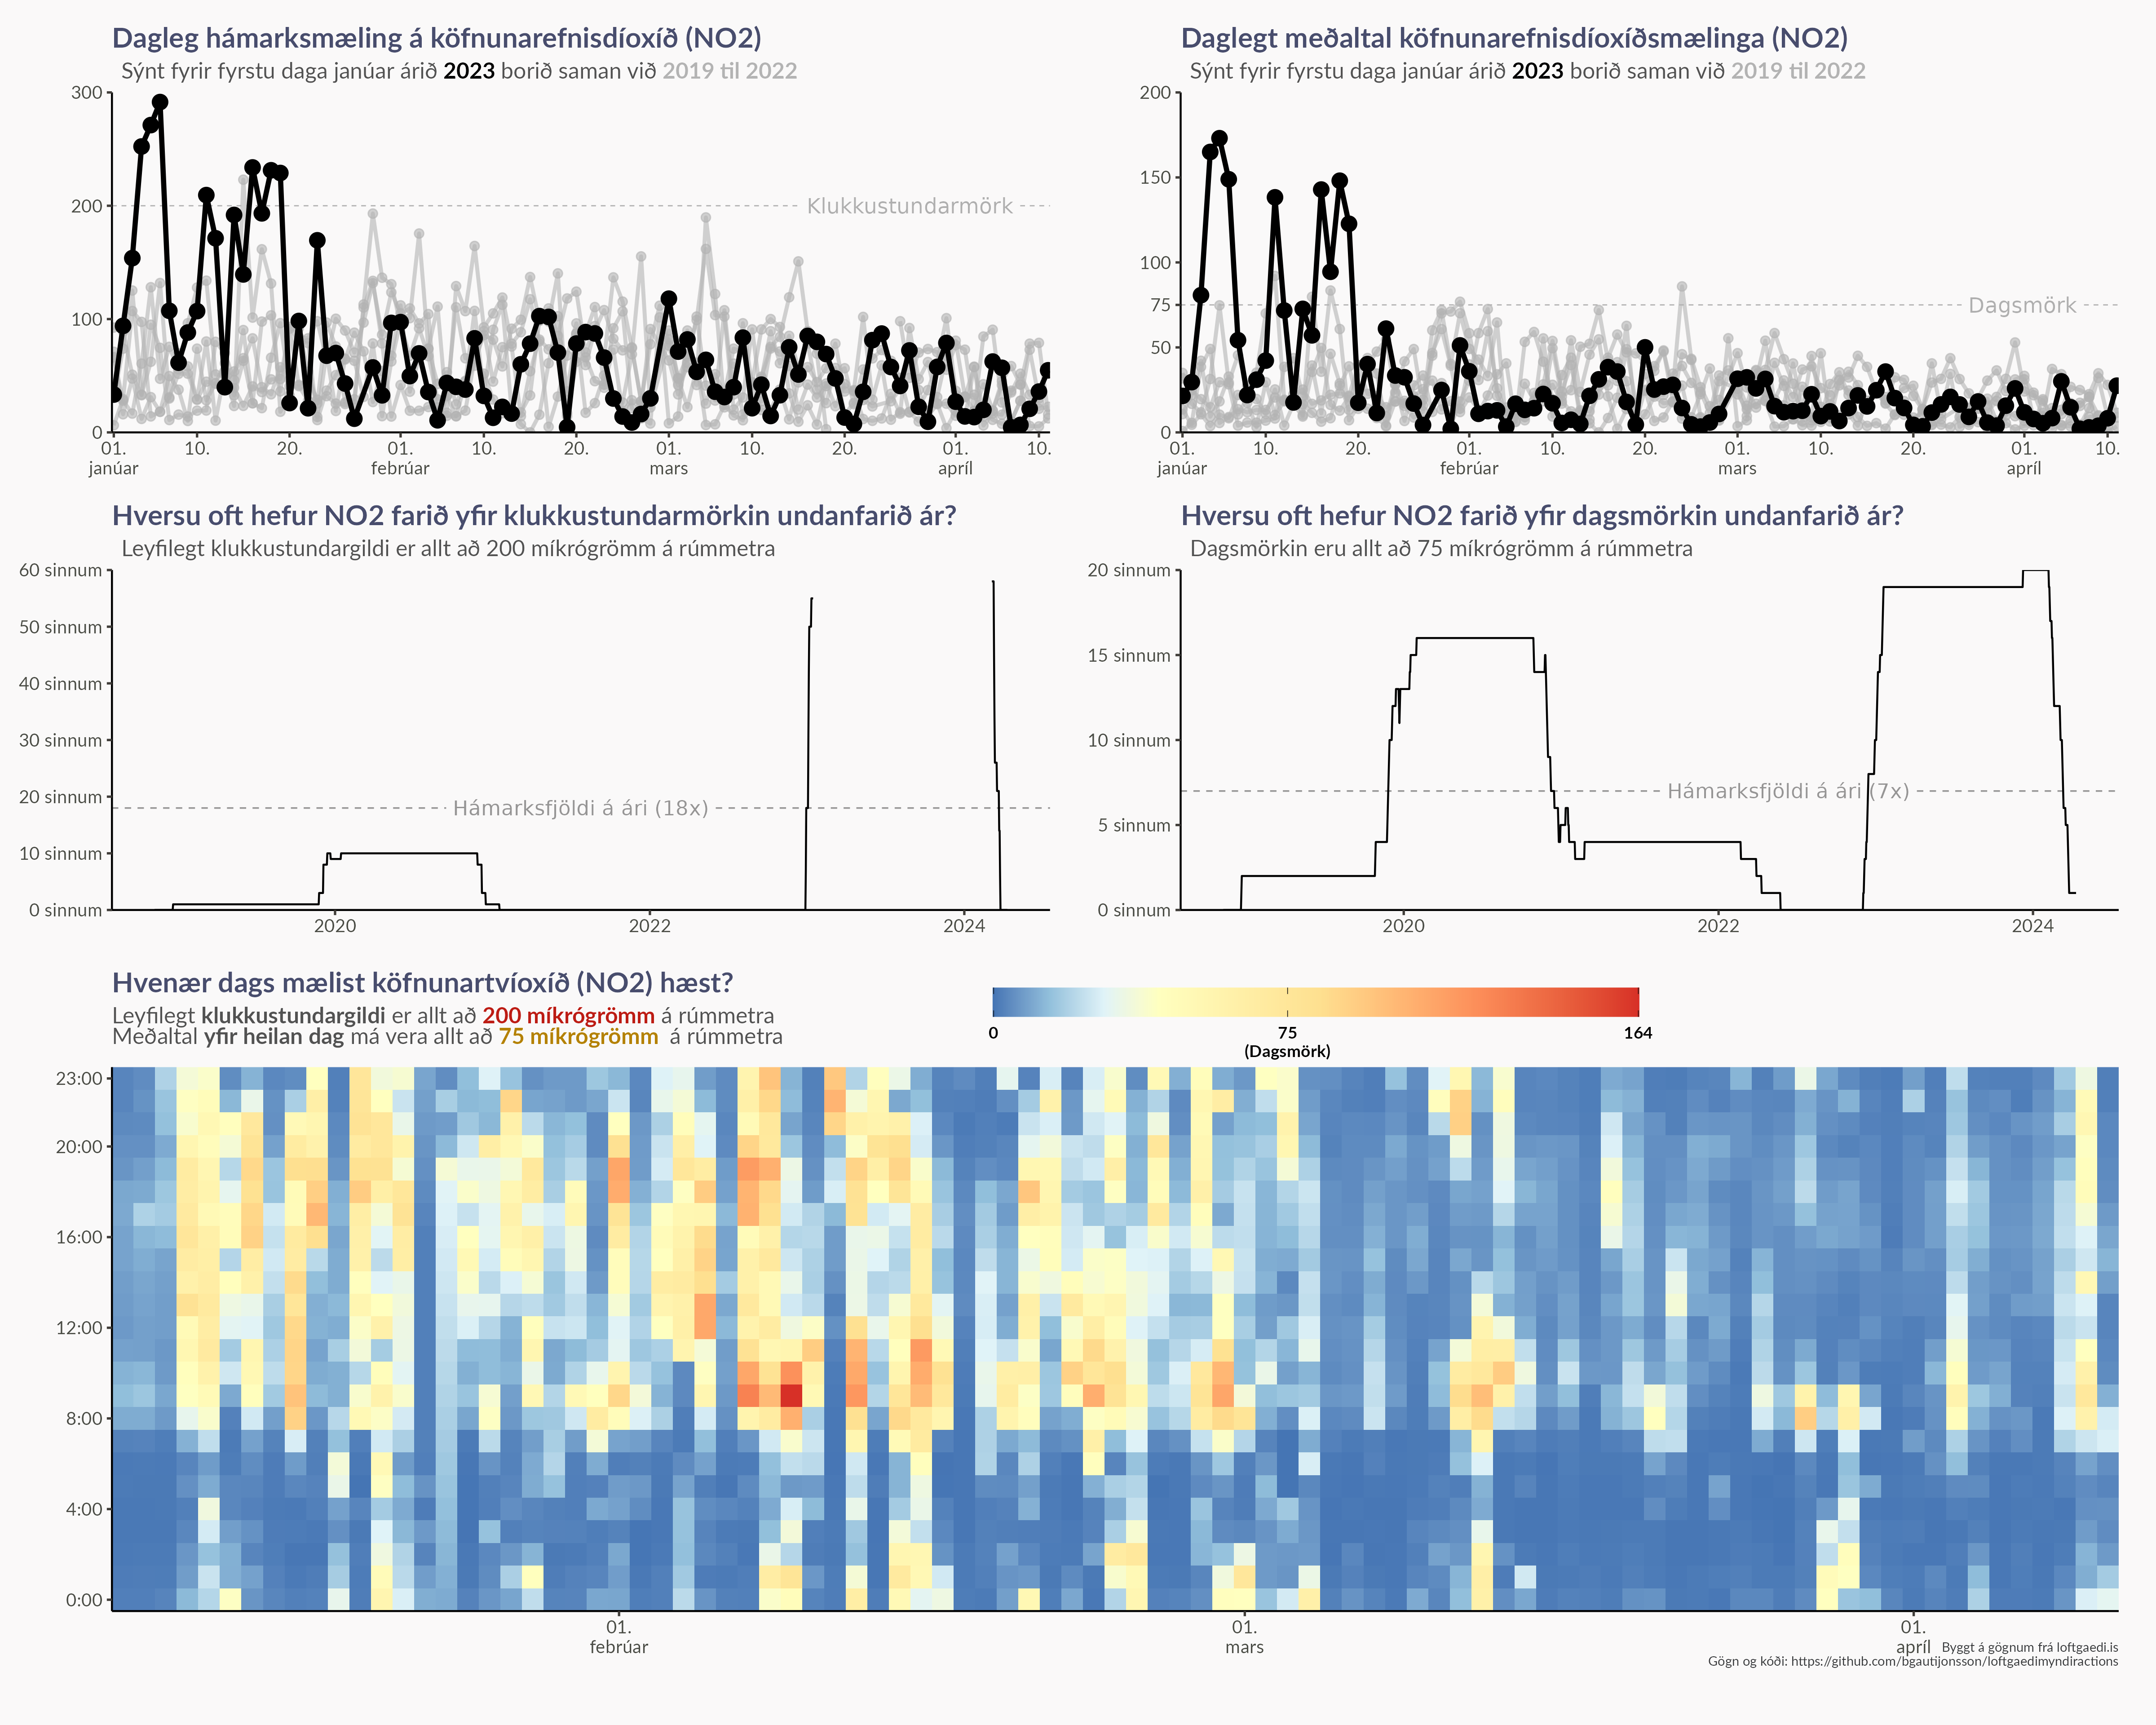 Dagleg hámarksmæling á köfnunarefnisdíoxíð (NO2)
Sýnt fyrir fyrstu daga janúar árið 2023 borið saman við 2019 til 2022
300
200
100
0
Klukkustundarmörk
01. 10. 20. 01. 10. 20. 01. 10. 20. 01. 10.
janúar febrúar mars apríl
Daglegt meðaltal köfnunarefnisdíoxíðsmælinga (NO2)
Sýnt fyrir fyrstu daga janúar árið 2023 borið saman við 2019 til 2022
200
150
100
75
50
0
Dagsmörk
01. 10. 20. 01. 10. 20. 01. 10. 20. 01. 10.
janúar febrúar mars apríl
Hversu oft hefur NO2 farið yfir klukkustundarmörkin undanfarið ár?
Leyfilegt klukkustundargildi er allt að 200 míkrógrömm á rúmmetra
60 sinnum
50 sinnum
40 sinnum
30 sinnum
20 sinnum
10 sinnum
0 sinnum
Hámarksfjöldi á ári (18x)
2020 2022 2024
Hversu oft hefur NO2 farið yfir dagsmörkin undanfarið ár?
Dagsmörkin eru allt að 75 míkrógrömm á rúmmetra
20 sinnum
15 sinnum
10 sinnum
5 sinnum
0 sinnum
Hámarksfjöldi á ári (7x)
2020 2022 2024
Hvenær dags mælist köfnunartvíoxíð (NO2) hæst?
Leyfilegt klukkustundargildi er allt að 200 míkrógrömm á rúmmetra
Meðaltal yfir heilan dag má vera allt að 75 míkrógrömm á rúmmetra
0 75 164
(Dagsmörk)
23:00
20:00
16:00
12:00
8:00
4:00
0:00
01. 01. 01.
febrúar mars apríl
Byggt á gögnum frá loftgaedi.is
Gögn og kóði: https://github.com/bgautijonsson/loftgaedimyndiractions